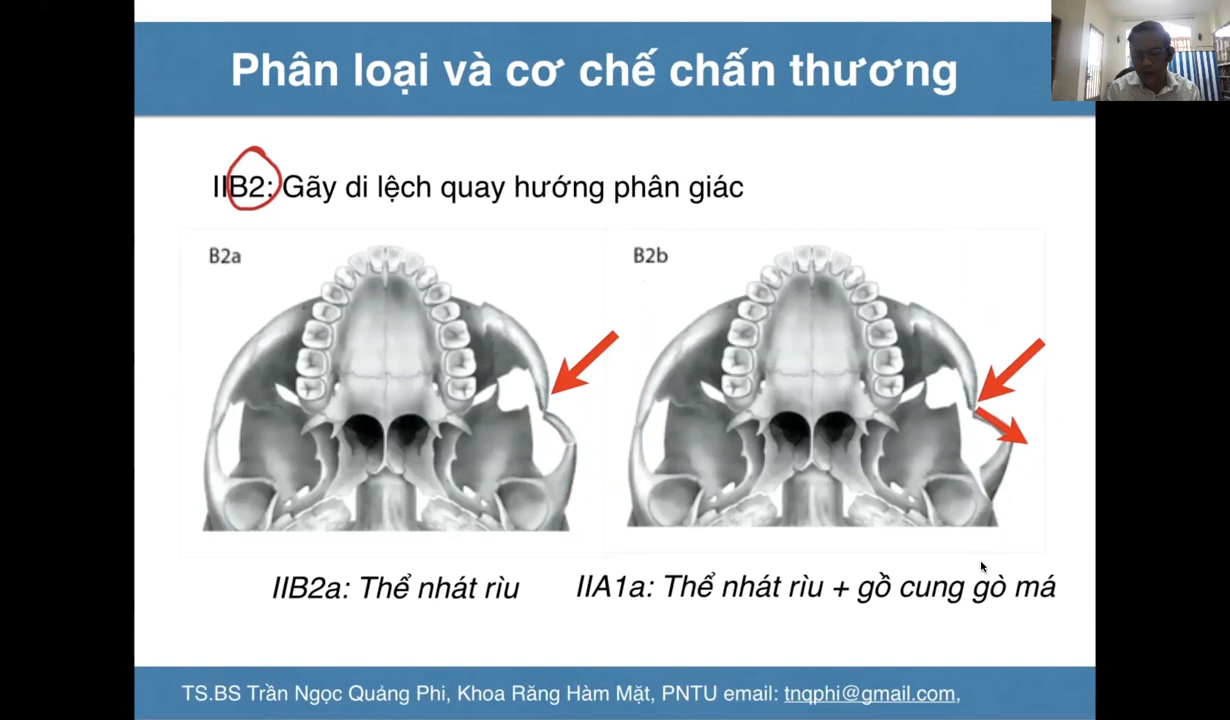 Phân loại và cơ chế chấn thương
IIB2: Gãy di lệch quay hướng phân giác
B2a
B2b
IIB2a: Thể nhát rìu
IIA1a: Thể nhát rìu + gồ cung gò má
TS.BS Trần Ngọc Quảng Phi, Khoa Răng Hàm Mặt, PNTU email: tnqphi@gmail.com,